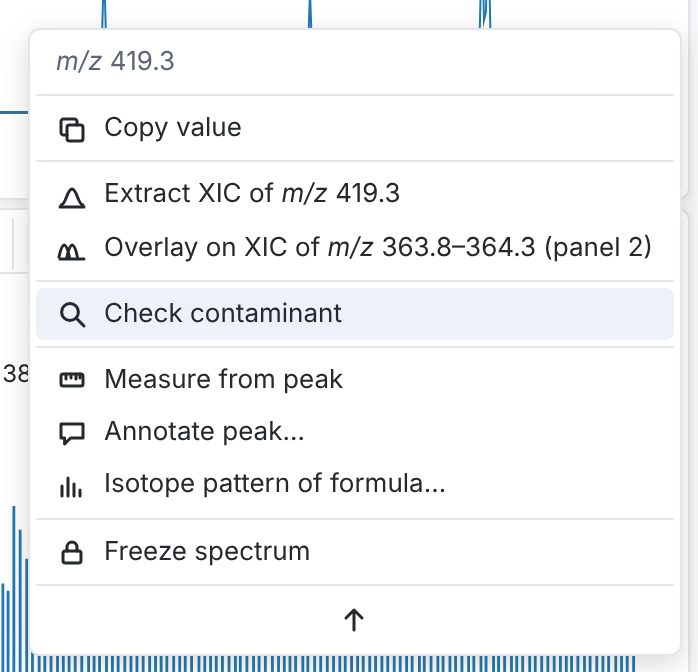 m/z 419.3
Copy value
Extract XIC of m/z 419.3
Overlay on XIC of m/z 363.8–364.3 (panel 2)
Check contaminant
38
Measure from peak
Annotate peak...
Isotope pattern of formula...
Freeze spectrum